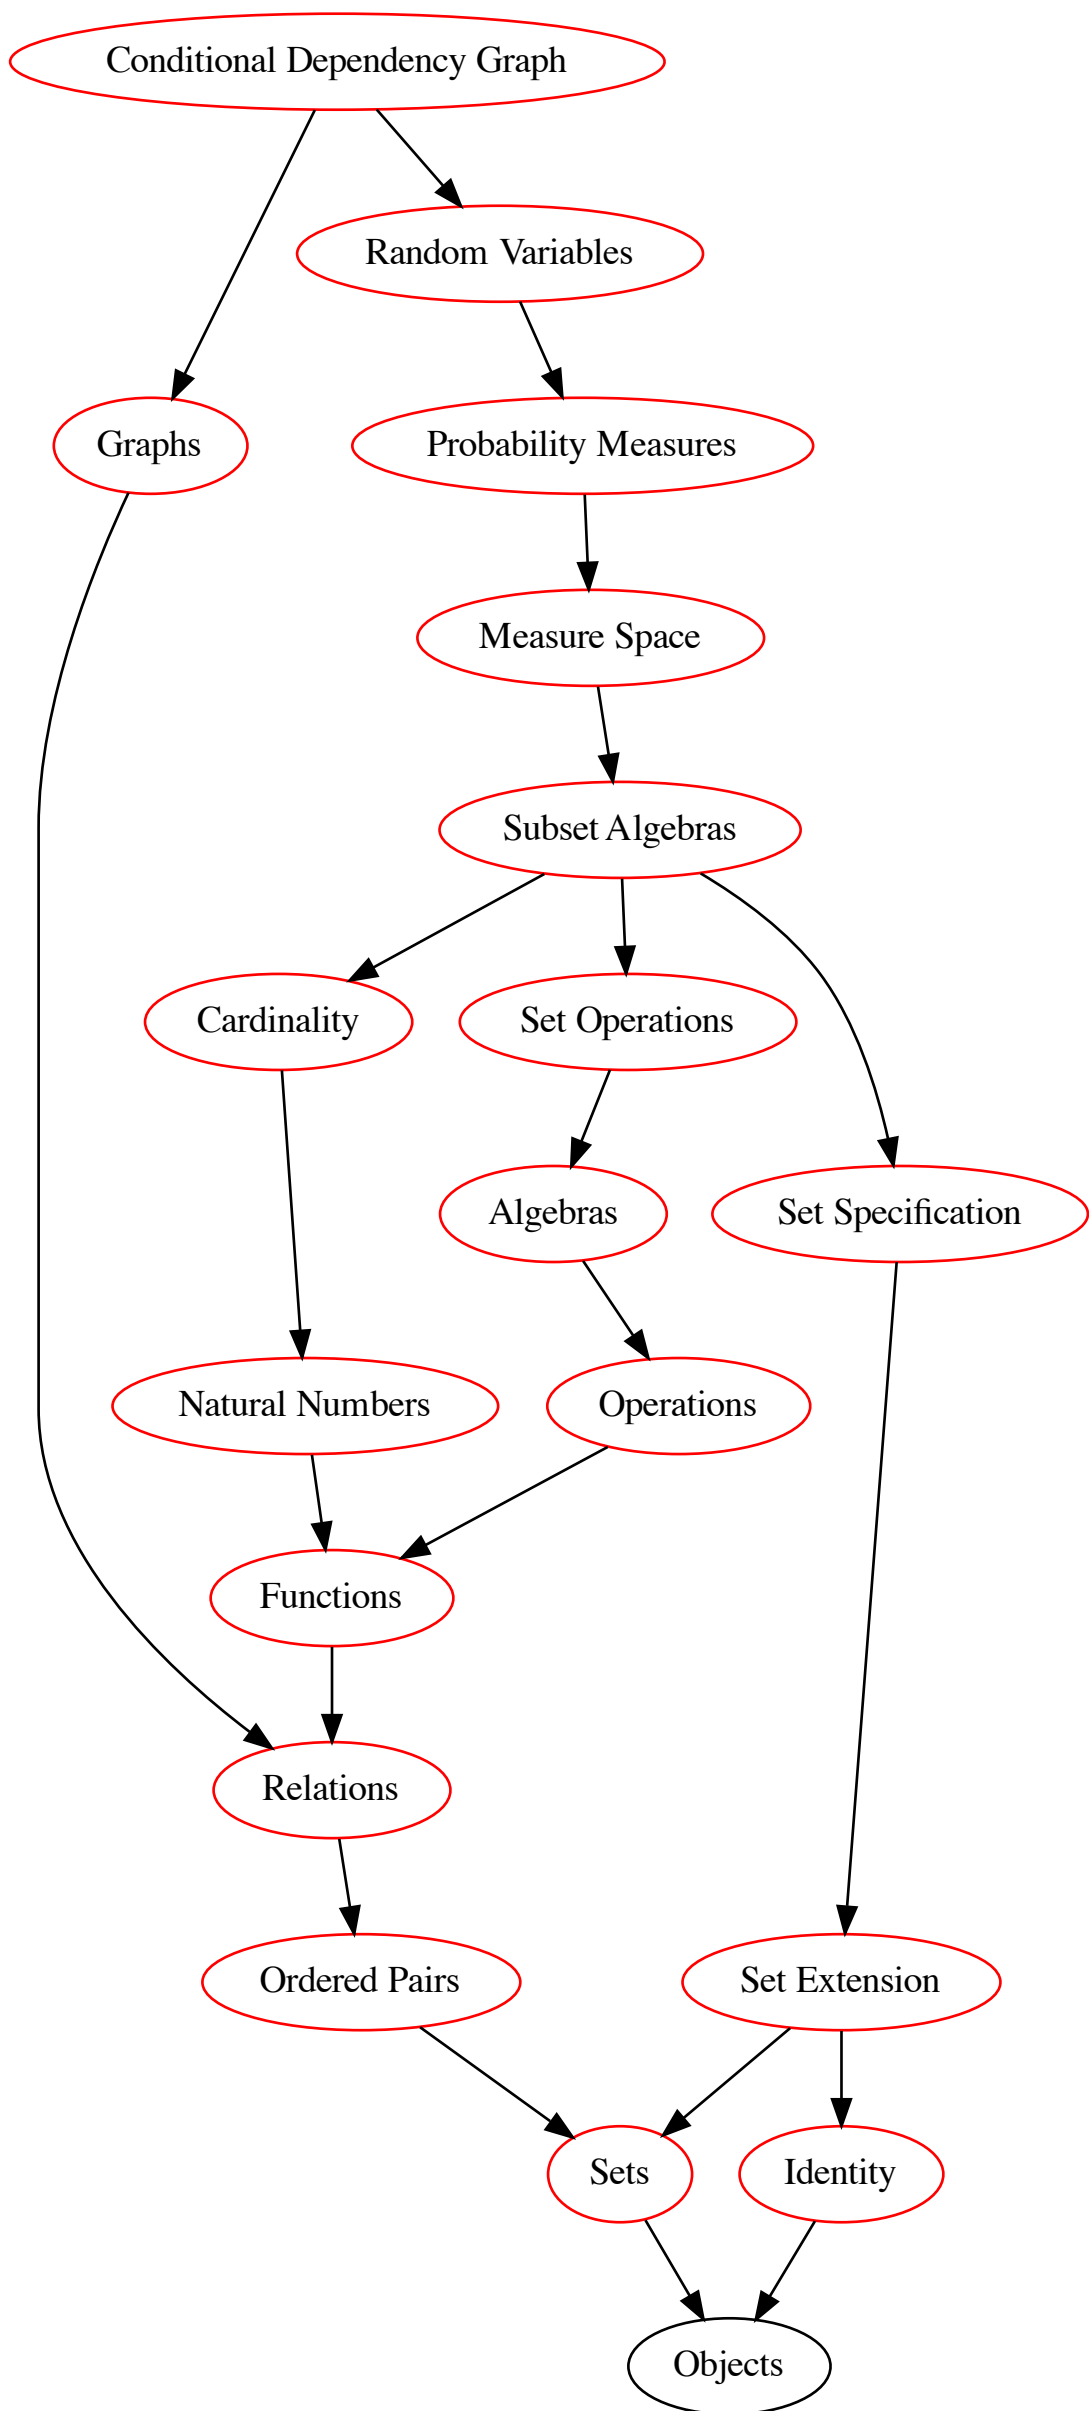 Conditional Dependency Graph
Random Variables
Graphs
Probability Measures
Measure Space
Subset Algebras
Cardinality
Set Operations
Algebras
Set Specification
Natural Numbers
Operations
Functions
Relations
Ordered Pairs
Set Extension
Sets
Identity
Objects